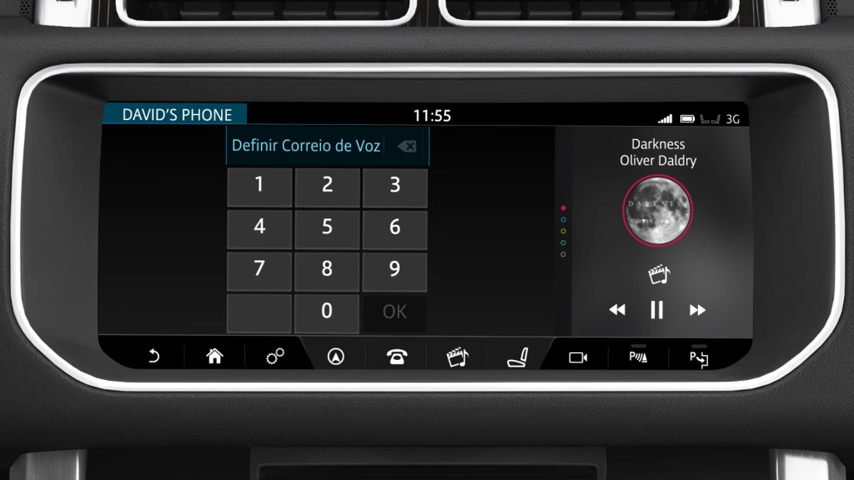 DAVID'S PHONE
11:55
3G
Definir Correio de Voz
1 2 3
4 5 6
7 8 9
0 OK
Darkness
Oliver Daldry